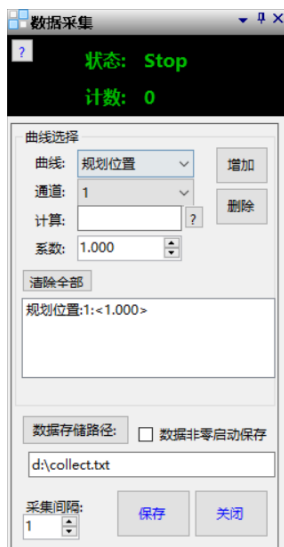 数据采集
?
状态: Stop
计数: 0
曲线选择
曲线: 规划位置 增加
通道: 1 删除
计算: ?
系数: 1.000
清除全部
规划位置:1:<1.000>
数据存储路径: 数据非零启动保存
d:\collect.txt
采集间隔:
1
保存 关闭